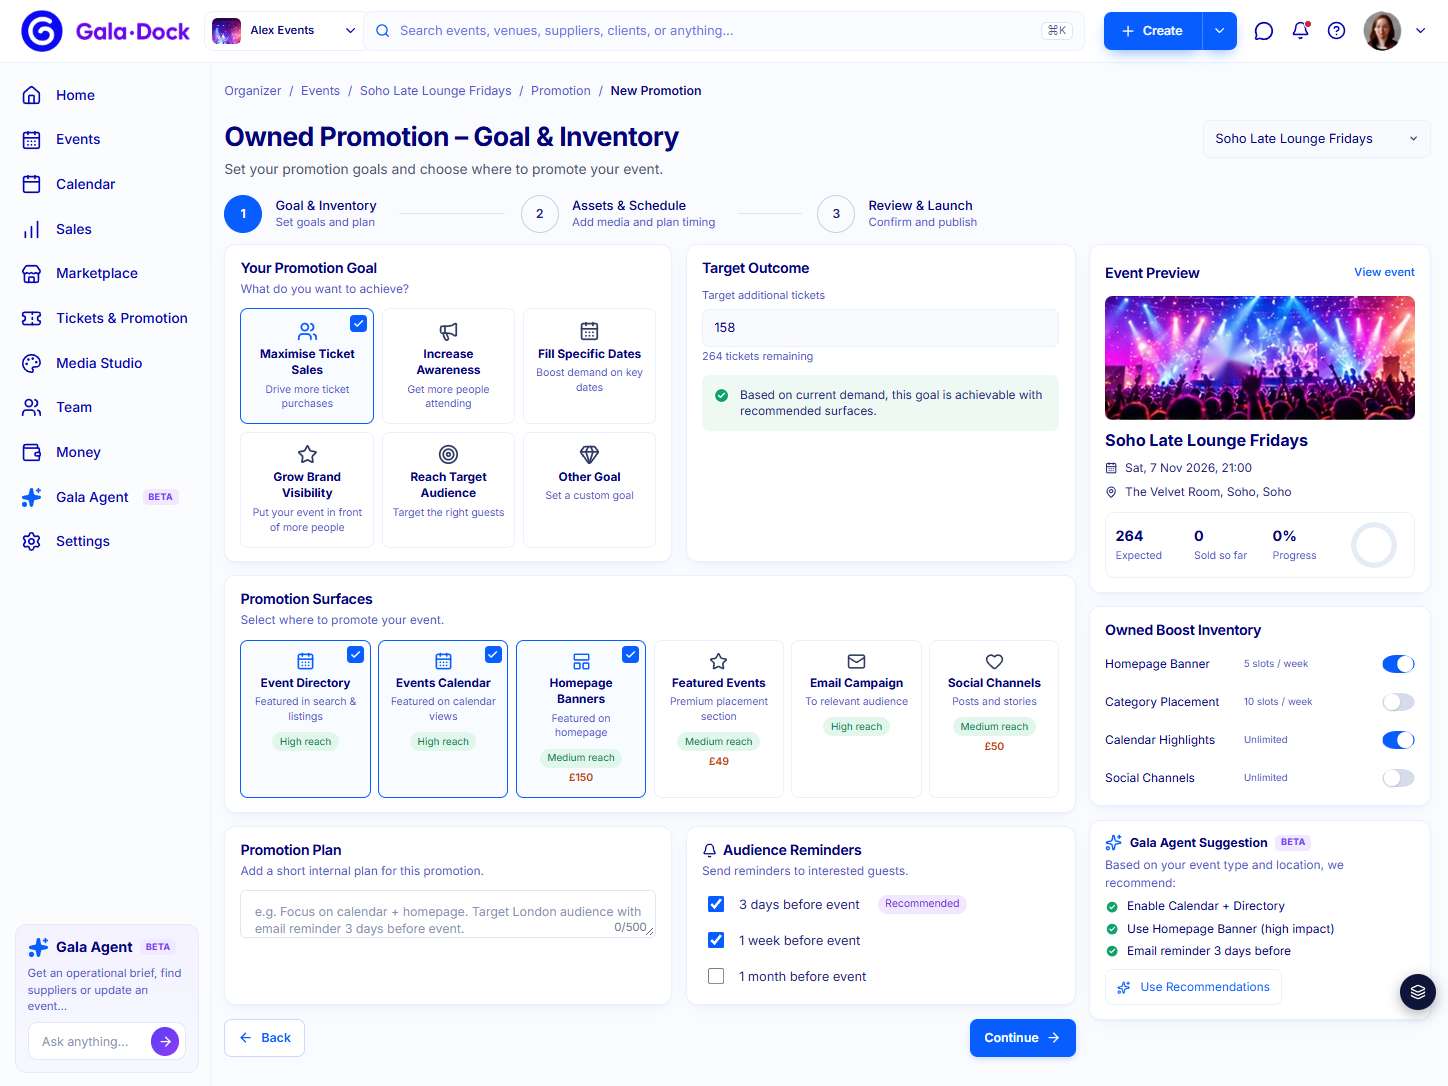 Gala·Dock
Alex Events
Search events, venues, suppliers, clients, or anything...
⌘K
+ Create
Home
Events
Calendar
Sales
Marketplace
Tickets & Promotion
Media Studio
Team
Money
Gala Agent BETA
Settings
Gala Agent BETA
Get an operational brief, find
suppliers or update an
event...
Ask anything...
Organizer / Events / Soho Late Lounge Fridays / Promotion / New Promotion
Owned Promotion – Goal & Inventory
Set your promotion goals and choose where to promote your event.
Soho Late Lounge Fridays
1
Goal & Inventory
Set goals and plan
2
Assets & Schedule
Add media and plan timing
3
Review & Launch
Confirm and publish
Your Promotion Goal
What do you want to achieve?
Maximise Ticket
Sales
Drive more ticket
purchases
Increase
Awareness
Get more people
attending
Fill Specific Dates
Boost demand on key
dates
Grow Brand
Visibility
Put your event in front
of more people
Reach Target
Audience
Target the right guests
Other Goal
Set a custom goal
Target Outcome
Target additional tickets
158
264 tickets remaining
Based on current demand, this goal is achievable with
recommended surfaces.
Promotion Surfaces
Select where to promote your event.
Event Directory
Featured in search &
listings
High reach
Events Calendar
Featured on calendar
views
High reach
Homepage
Banners
Featured on
homepage
Medium reach
£150
Featured Events
Premium placement
section
Medium reach
£49
Email Campaign
To relevant audience
High reach
Social Channels
Posts and stories
Medium reach
£50
Promotion Plan
Add a short internal plan for this promotion.
e.g. Focus on calendar + homepage. Target London audience with
email reminder 3 days before event.
0/500
Audience Reminders
Send reminders to interested guests.
3 days before event Recommended
1 week before event
1 month before event
Back
Continue
Event Preview
View event
Soho Late Lounge Fridays
Sat, 7 Nov 2026, 21:00
The Velvet Room, Soho, Soho
264
Expected
0
Sold so far
0%
Progress
Owned Boost Inventory
Homepage Banner 5 slots / week
Category Placement 10 slots / week
Calendar Highlights Unlimited
Social Channels Unlimited
Gala Agent Suggestion BETA
Based on your event type and location, we
recommend:
Enable Calendar + Directory
Use Homepage Banner (high impact)
Email reminder 3 days before
Use Recommendations